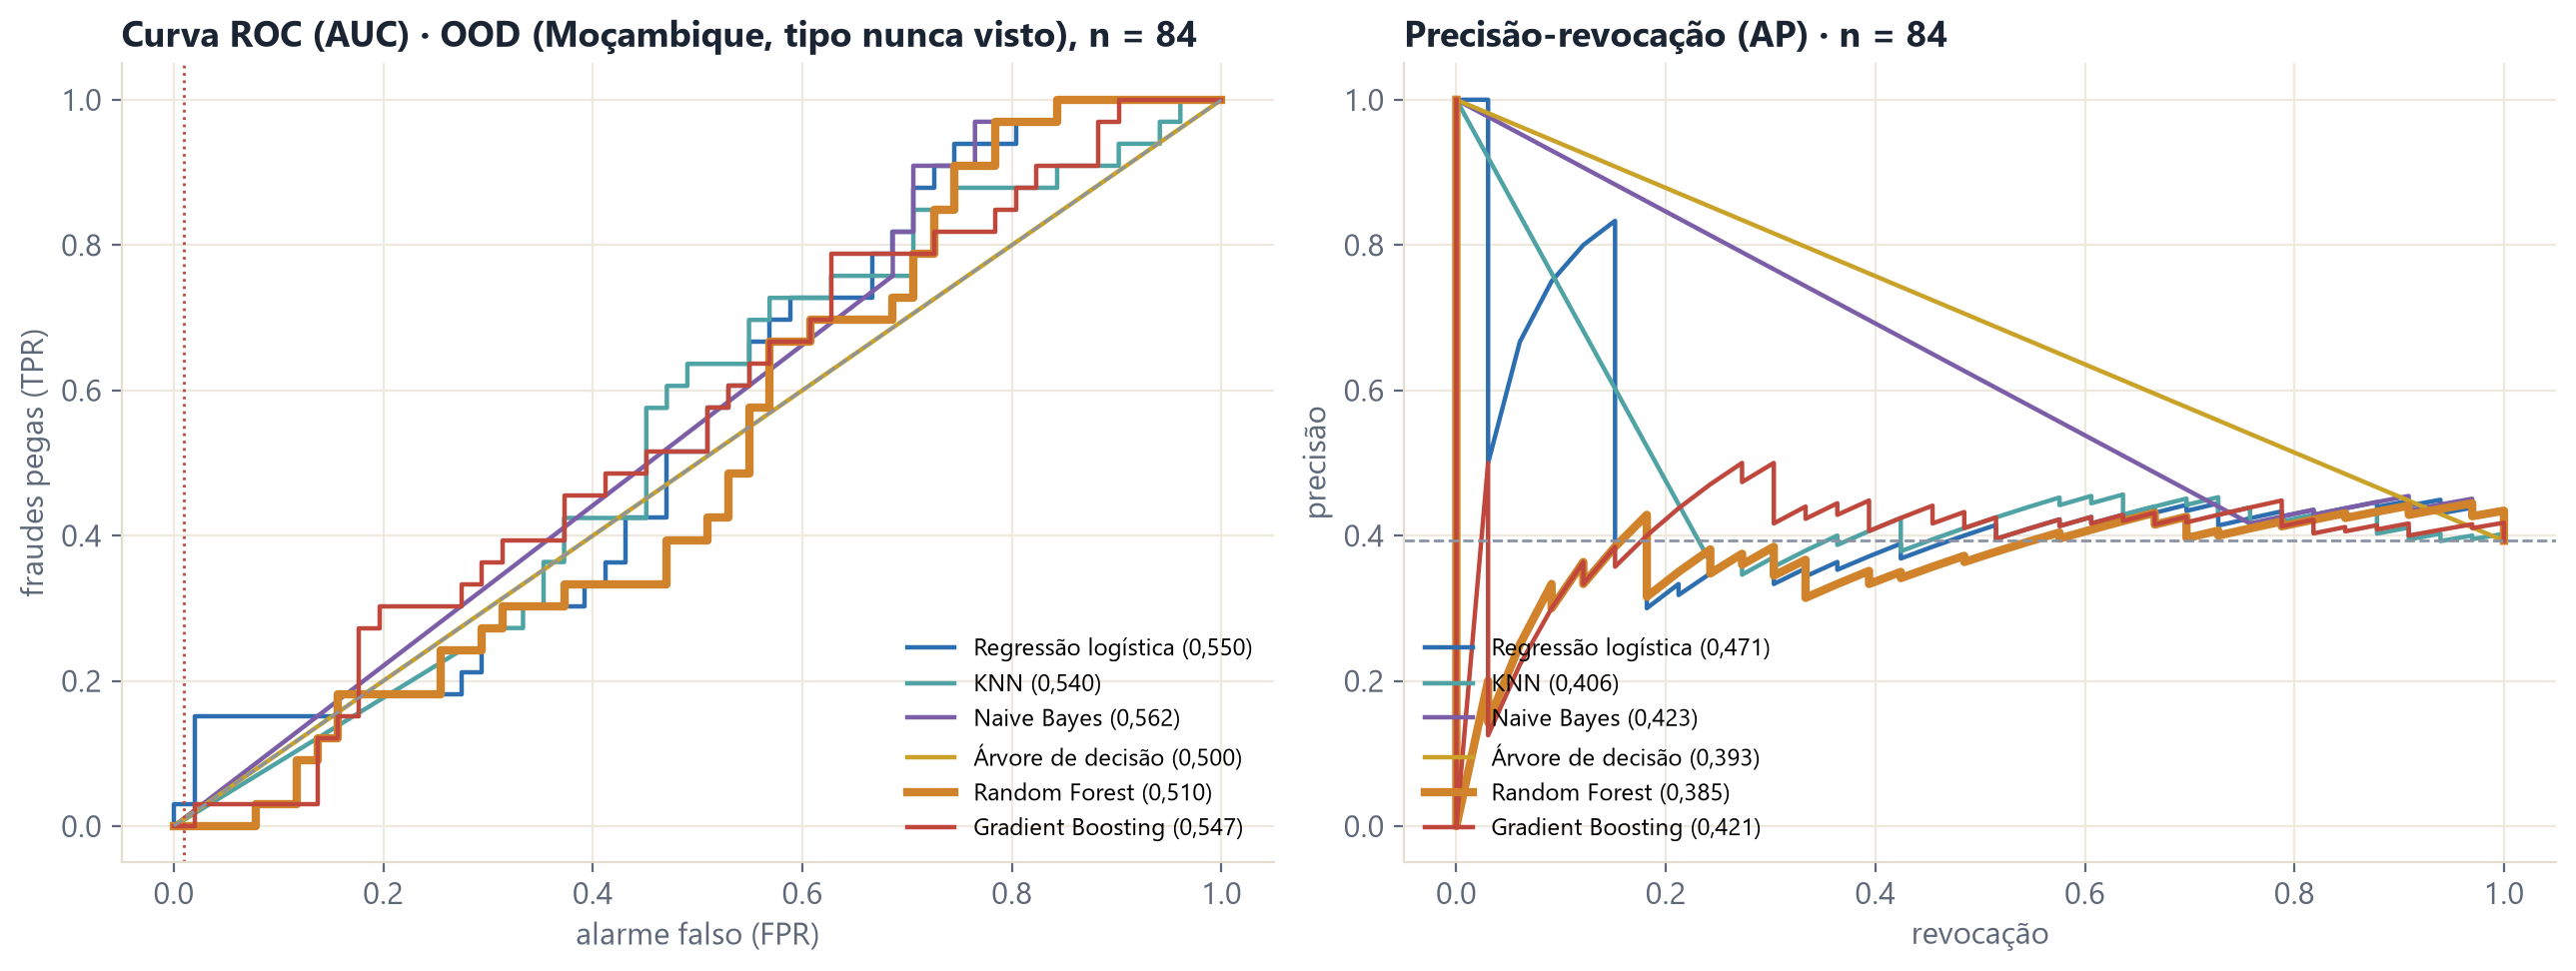 Curva ROC (AUC) · OOD (Moçambique, tipo nunca visto), n = 84
fraudes pegas (TPR)
1.0
0.8
0.6
0.4
0.2
0.0
0.0 0.2 0.4 0.6 0.8 1.0
alarme falso (FPR)
Regressão logística (0,550)
KNN (0,540)
Naive Bayes (0,562)
Árvore de decisão (0,500)
Random Forest (0,510)
Gradient Boosting (0,547)
Precisão-revocação (AP) · n = 84
precisão
1.0
0.8
0.6
0.4
0.2
0.0
0.0 0.2 0.4 0.6 0.8 1.0
revocação
Regressão logística (0,471)
KNN (0,406)
Naive Bayes (0,423)
Árvore de decisão (0,393)
Random Forest (0,385)
Gradient Boosting (0,421)